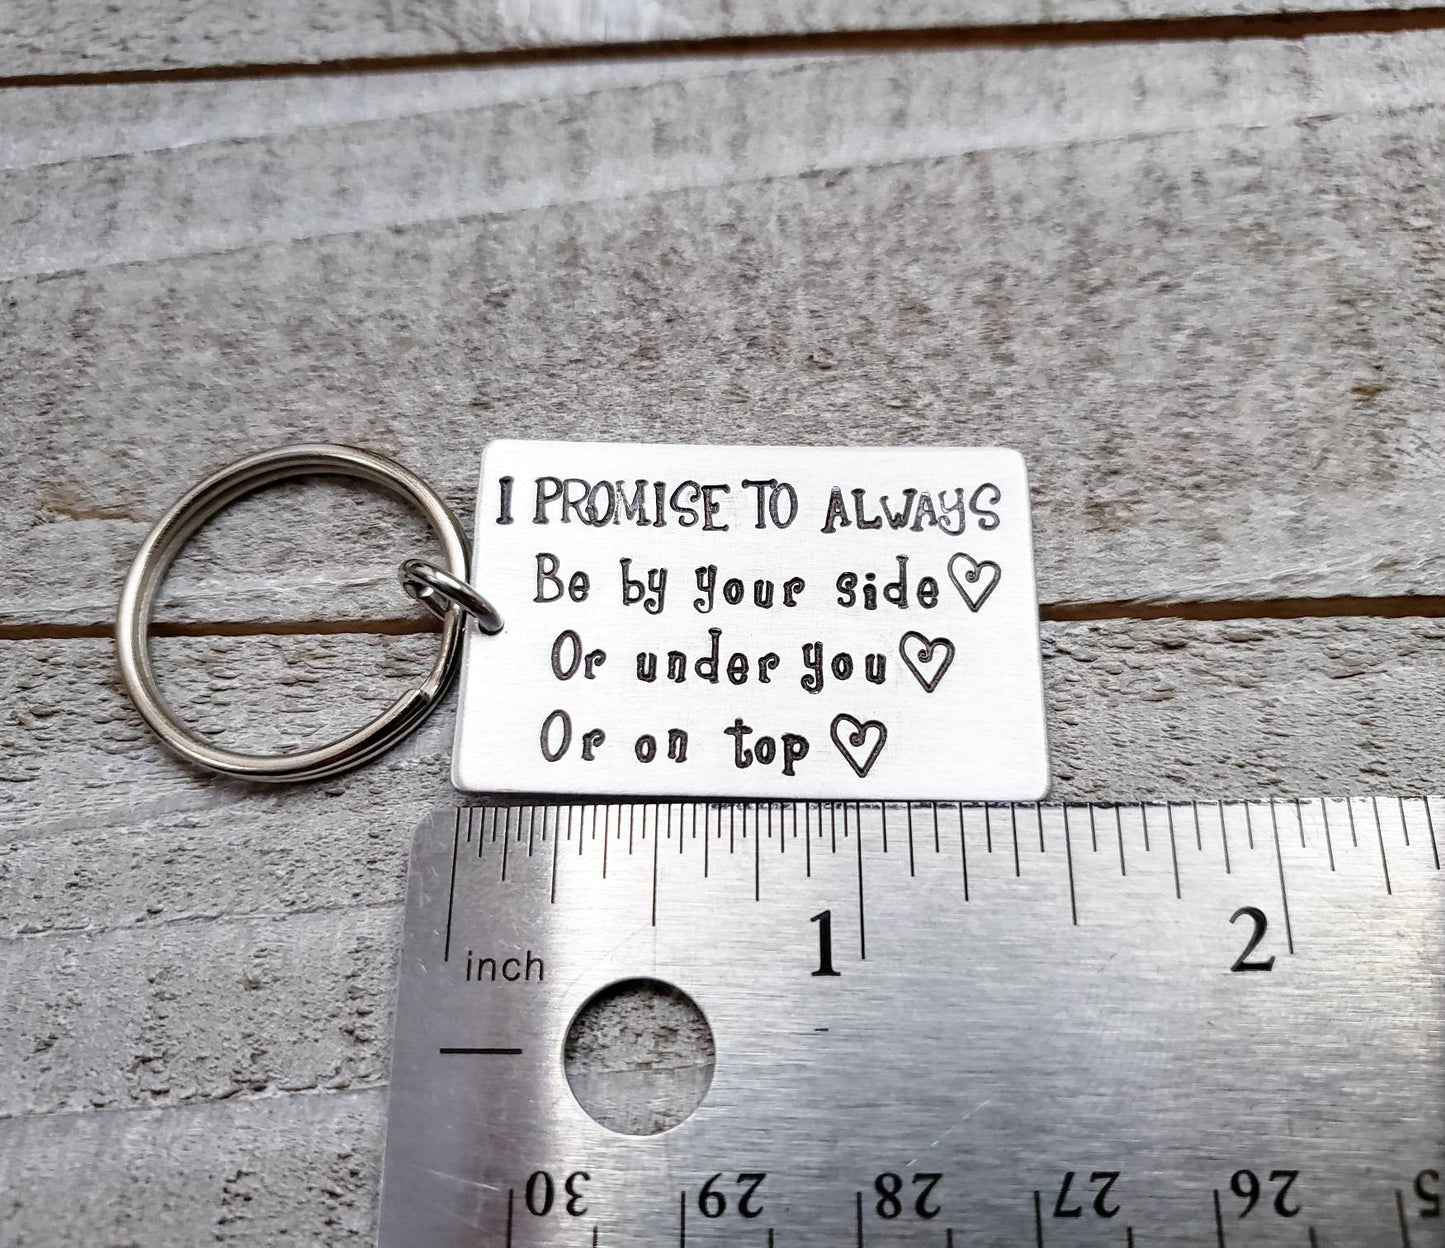 I PROMISE TO ALWAYS
Be by your side♡
Or under you♡
Or on top ♡
1 2
inch
30 29 28 27 26